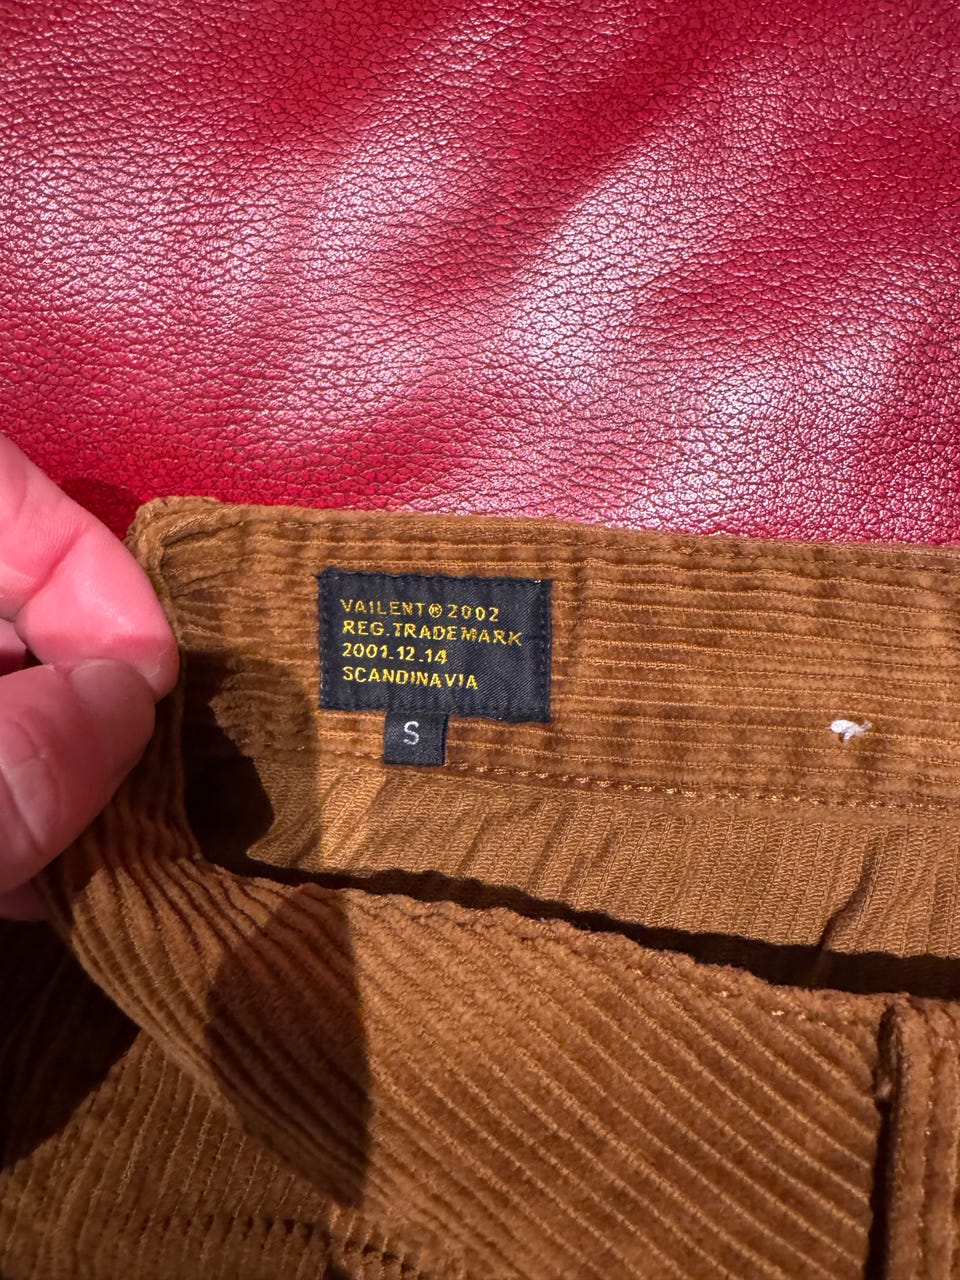 VAILENT®2002
REG.TRADEMARK
2001.12.14
SCANDINAVIA
S